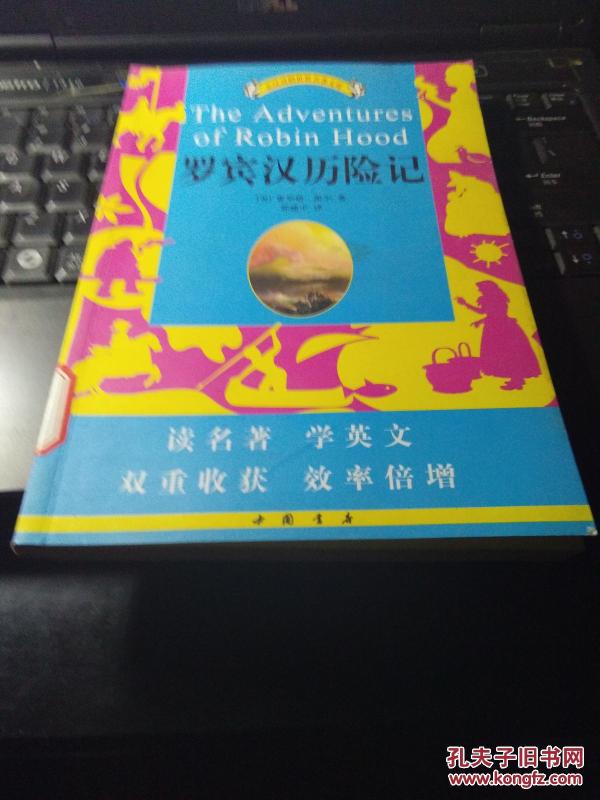 The Adventures
of Robin Hood
罗宾汉历险记
读名著 学英文
双重收获 效率倍增
中国书店
Backspace
Enter
孔夫子旧书网
www.kongfz.com